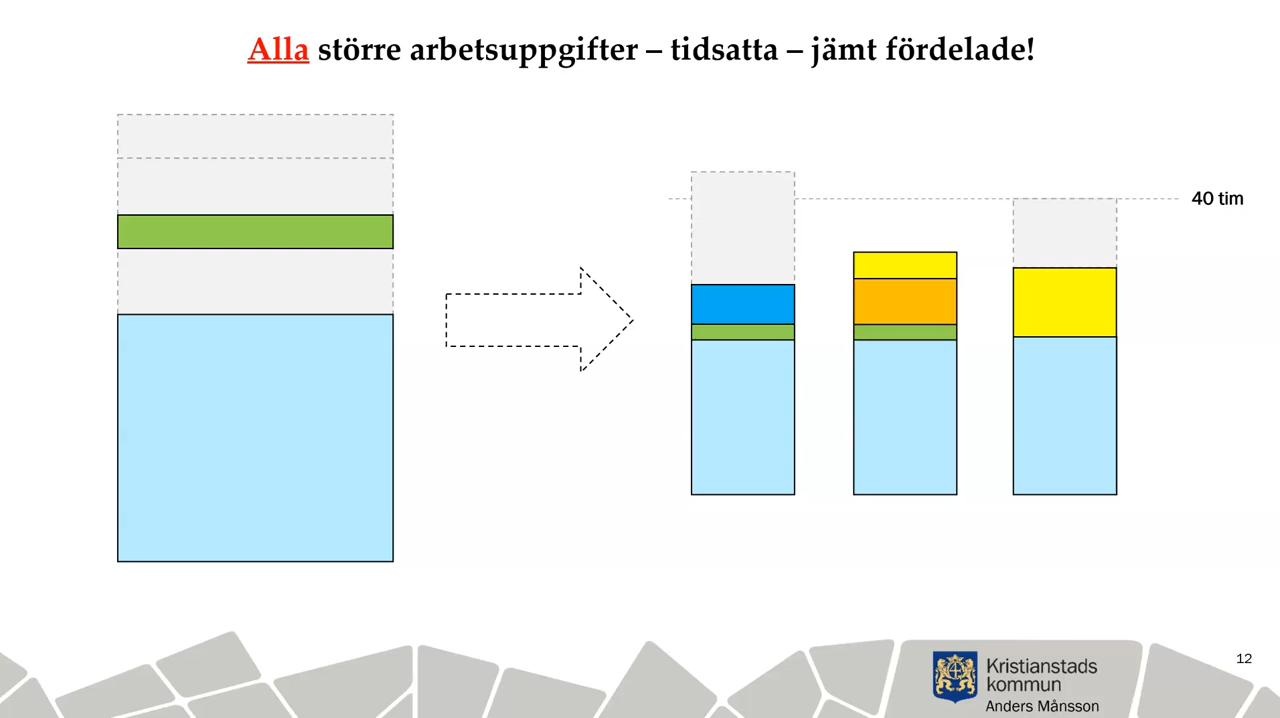 Alla större arbetsuppgifter – tidsatta – jämt fördelade!
40 tim
12
Kristianstads
kommun
Anders Månsson